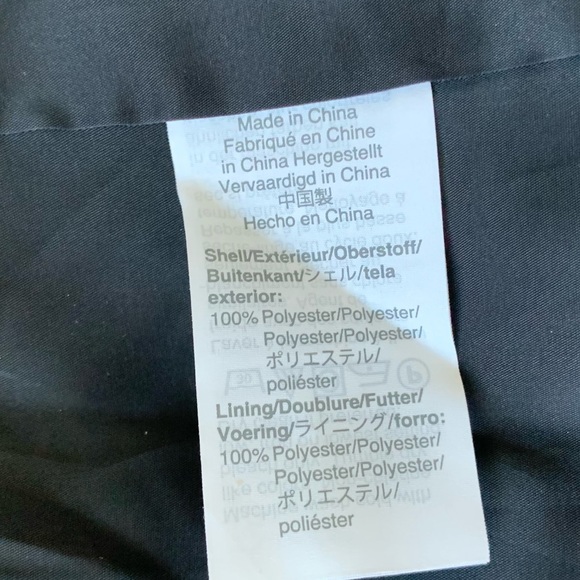 Made in China
Fabriqué en Chine
in China Hergestellt
Vervaardigd in China
中国製
Hecho en China
Shell/Extérieur/Oberstoff/
Buitenkant/シェル/tela
exterior:
100% Polyester/Polyester/
Polyester/Polyester/
ポリエステル/
poliéster
Lining/Doublure/Futter/
Voering/ライニング/forro:
100% Polyester/Polyester/
Polyester/Polyester/
ポリエステル/
poliéster